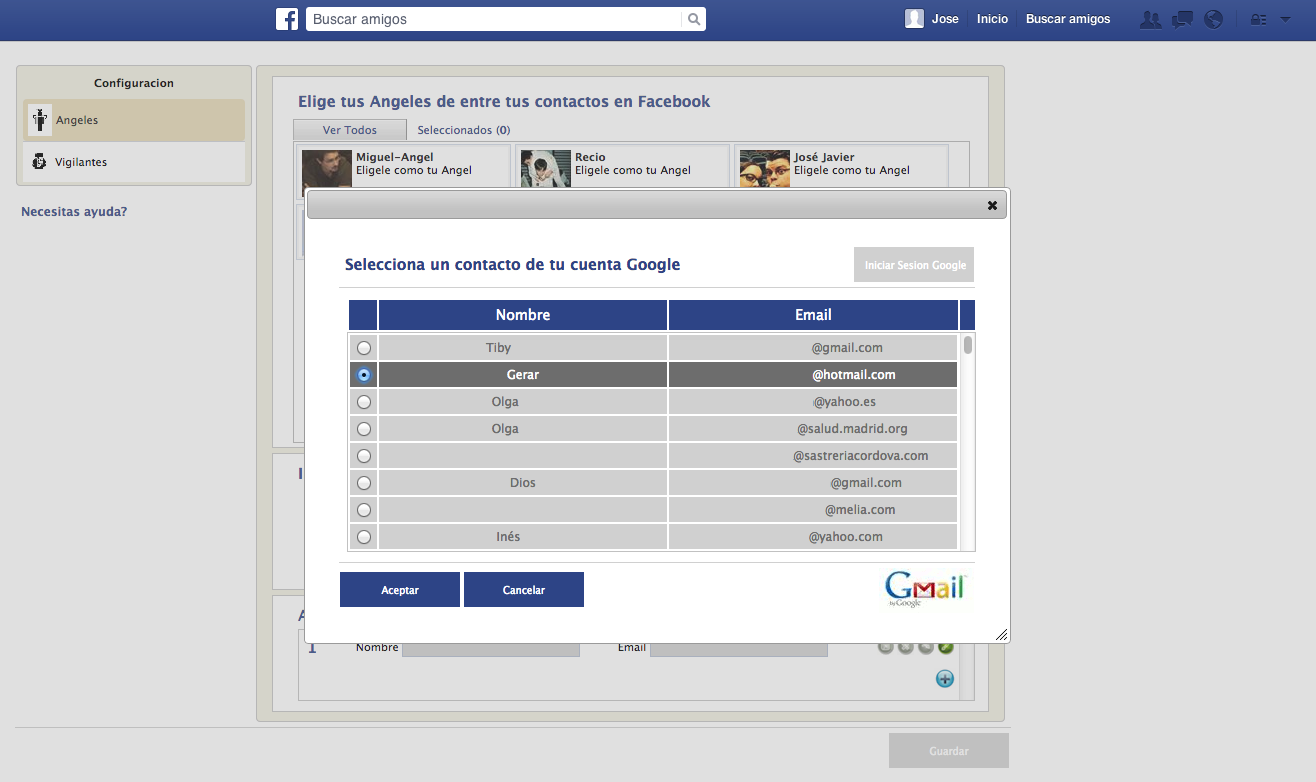 Buscar amigos
Jose Inicio Buscar amigos
Configuracion
Angeles
Vigilantes
Necesitas ayuda?
Elige tus Angeles de entre tus contactos en Facebook
Ver Todos Seleccionados (0)
Miguel-Angel
Eligele como tu Angel
Recio
Eligele como tu Angel
José Javier
Eligele como tu Angel
Selecciona un contacto de tu cuenta Google
Iniciar Sesion Google
Nombre Email
Tiby @gmail.com
Gerar @hotmail.com
Olga @yahoo.es
Olga @salud.madrid.org
@sastreriacordova.com
Dios @gmail.com
@melia.com
Inés @yahoo.com
Aceptar Cancelar
Gmail
by Google
1 Nombre Email
Guardar